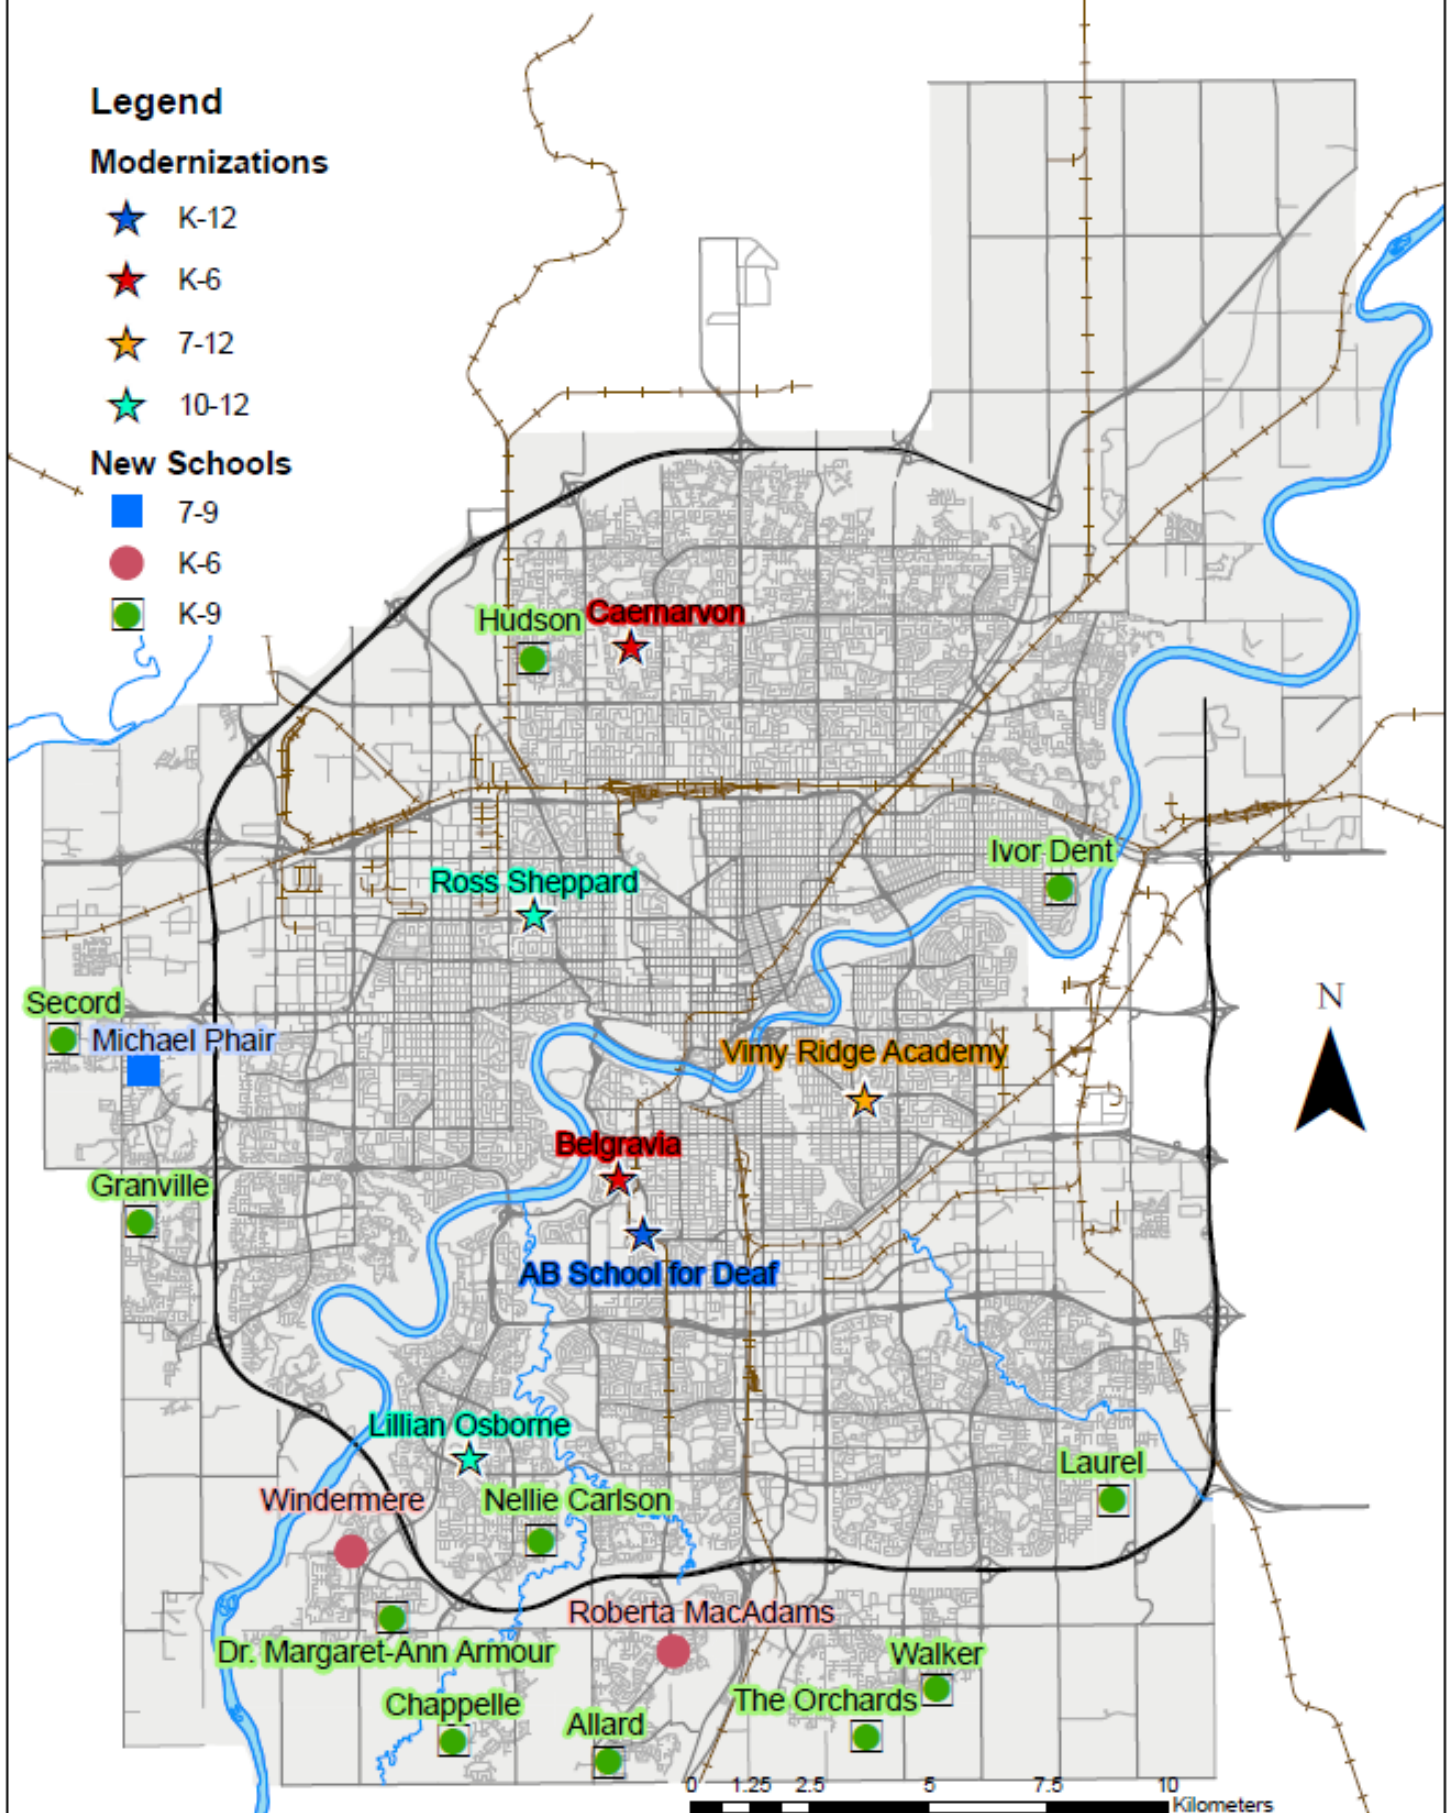 Legend
Modernizations
K-12
K-6
7-12
10-12
New Schools
7-9
K-6
K-9
Hudson
Caernarvon
Ivor Dent
Ross Sheppard
Secord
Michael Phair
N
Vimy Ridge Academy
Belgravia
Granville
AB School for Deaf
Lillian Osborne
Laurel
Windermere
Nellie Carlson
Roberta MacAdams
Dr. Margaret-Ann Armour
Walker
Chappelle
The Orchards
Allard
0 1.25 2.5 5 7.5 10
Kilometers